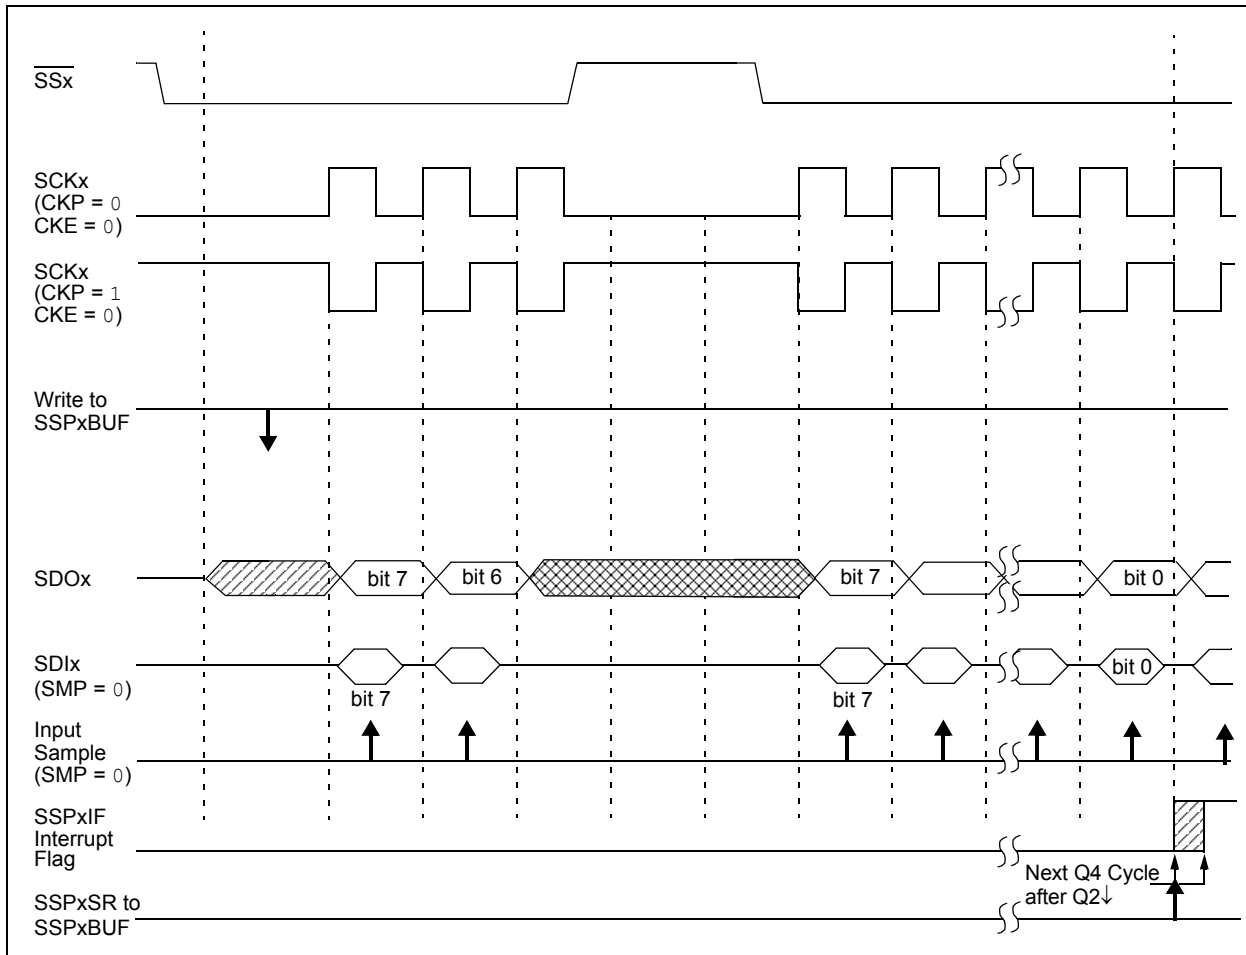 SSx
SCKx
(CKP = 0
CKE = 0)
SCKx
(CKP = 1
CKE = 0)
Write to
SSPxBUF
SDOx
bit 7
bit 6
bit 7
bit 0
SDIx
(SMP = 0)
bit 7
bit 7
bit 0
Input
Sample
(SMP = 0)
SSPxIF
Interrupt
Flag
Next Q4 Cycle
after Q2↓
SSPxSR to
SSPxBUF